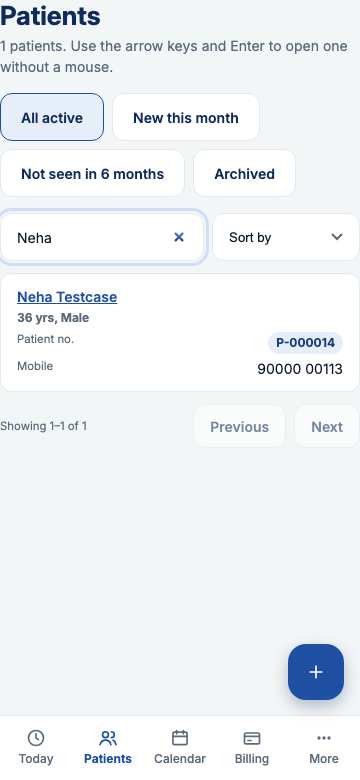 Patients
1 patients. Use the arrow keys and Enter to open one
without a mouse.
All active
New this month
Not seen in 6 months
Archived
Neha
Sort by
Neha Testcase
36 yrs, Male
Patient no.
P-000014
Mobile
90000 00113
Showing 1–1 of 1
Previous
Next
Today
Patients
Calendar
Billing
More